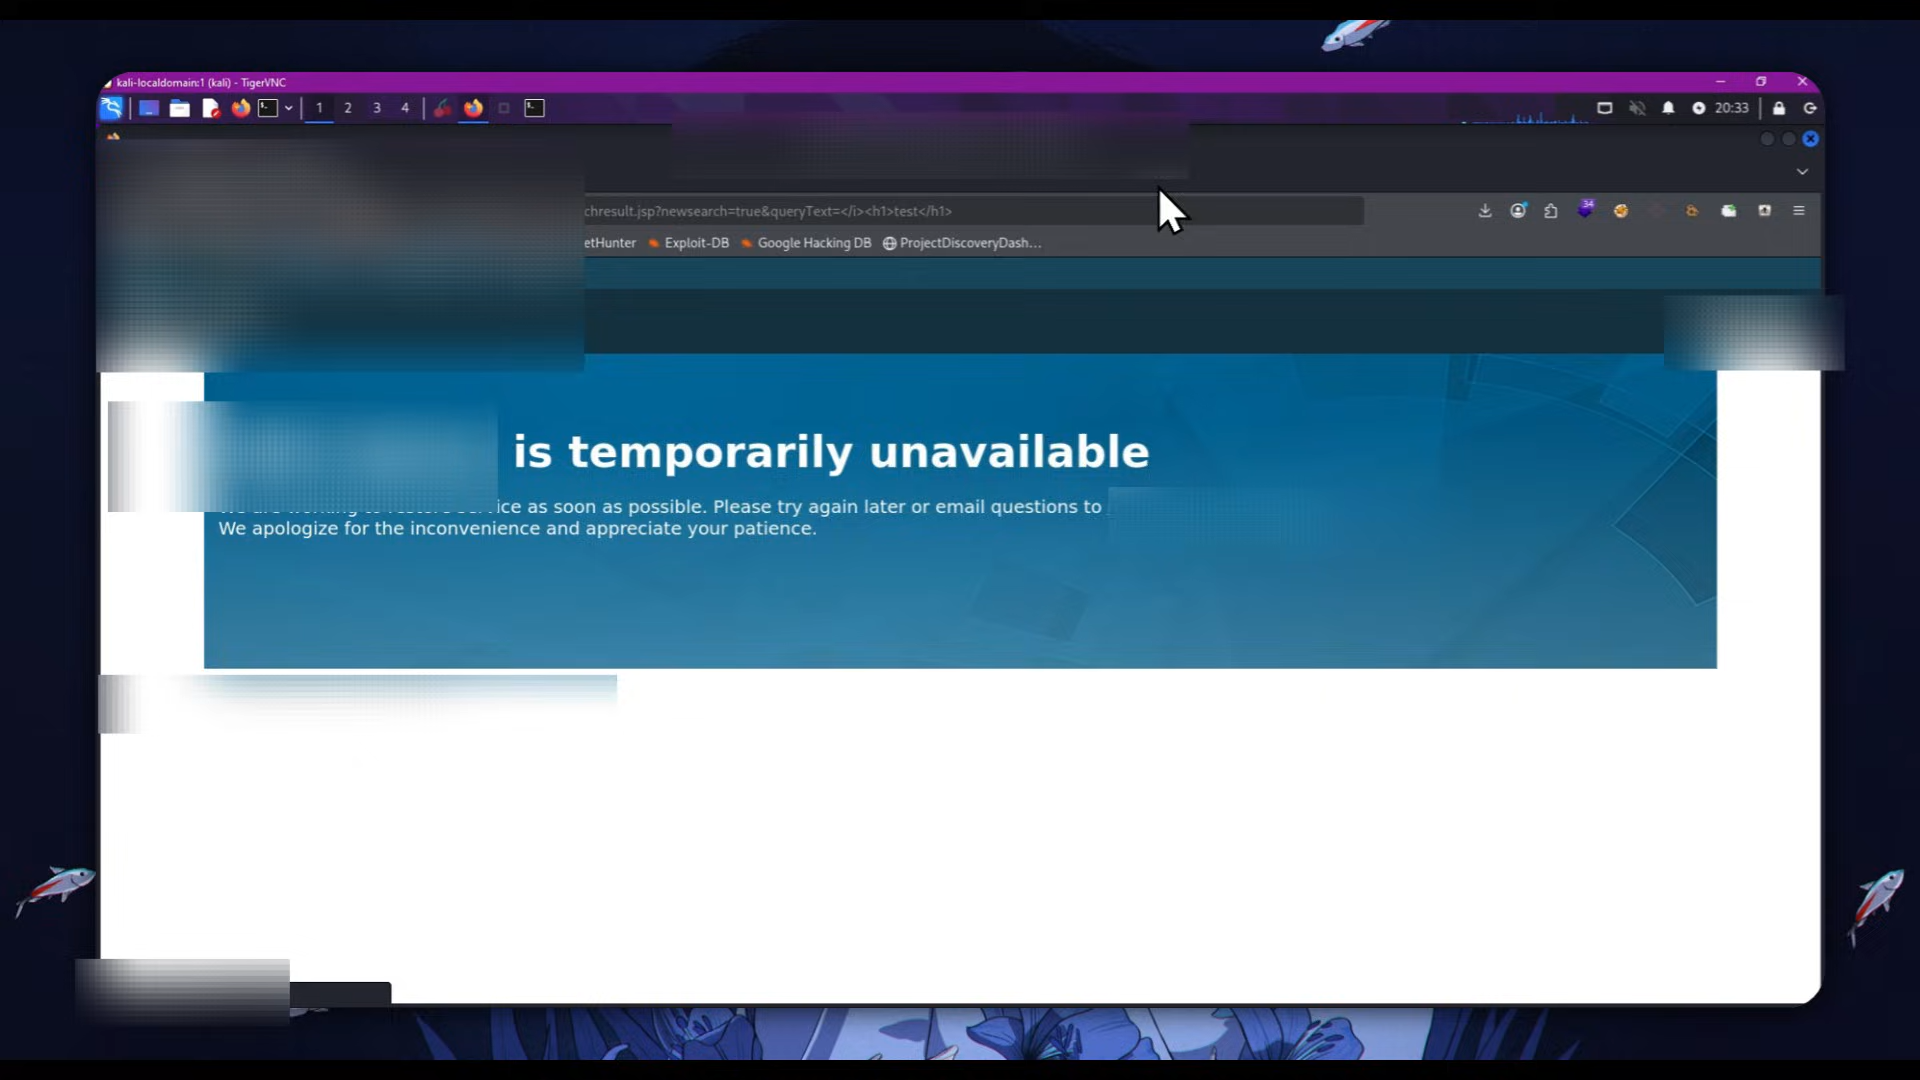 kali-localdomain:1 (kali) - TigerVNC
1 2 3 4
20:33
chresult.jsp?newsearch=true&queryText=</i><h1>test</h1>
34
etHunter Exploit-DB Google Hacking DB ProjectDiscoveryDash…
is temporarily unavailable
ice as soon as possible. Please try again later or email questions to
We apologize for the inconvenience and appreciate your patience.